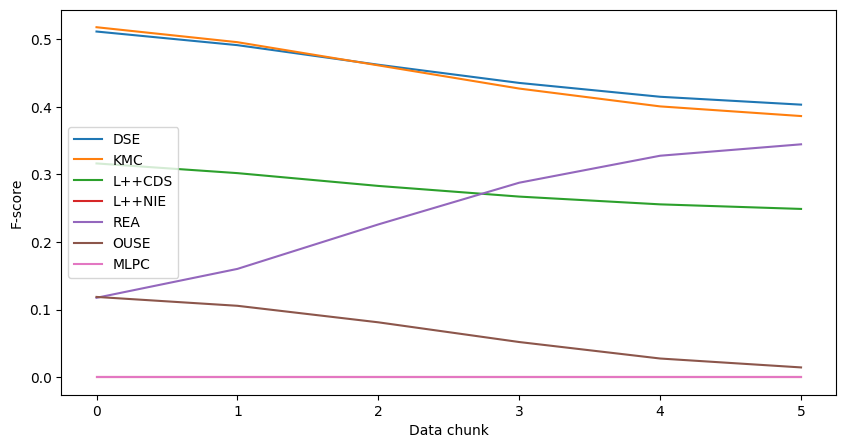 0.5
0.4
0.3
0.2
0.1
0.0
F-score
DSE
KMC
L++CDS
L++NIE
REA
OUSE
MLPC
0 1 2 3 4 5
Data chunk